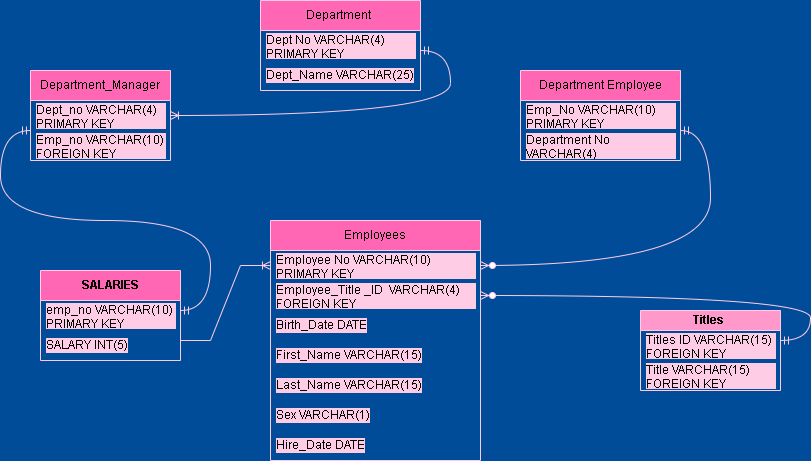 Department
Dept No VARCHAR(4)
PRIMARY KEY
Dept_Name VARCHAR(25)
Department_Manager
Dept_no VARCHAR(4)
PRIMARY KEY
Emp_no VARCHAR(10)
FOREIGN KEY
Department Employee
Emp_No VARCHAR(10)
PRIMARY KEY
Department No
VARCHAR(4)
Employees
Employee No VARCHAR(10)
PRIMARY KEY
Employee_Title _ID VARCHAR(4)
FOREIGN KEY
Birth_Date DATE
First_Name VARCHAR(15)
Last_Name VARCHAR(15)
Sex VARCHAR(1)
Hire_Date DATE
SALARIES
emp_no VARCHAR(10)
PRIMARY KEY
SALARY INT(5)
Titles
Titles ID VARCHAR(15)
FOREIGN KEY
Title VARCHAR(15)
FOREIGN KEY